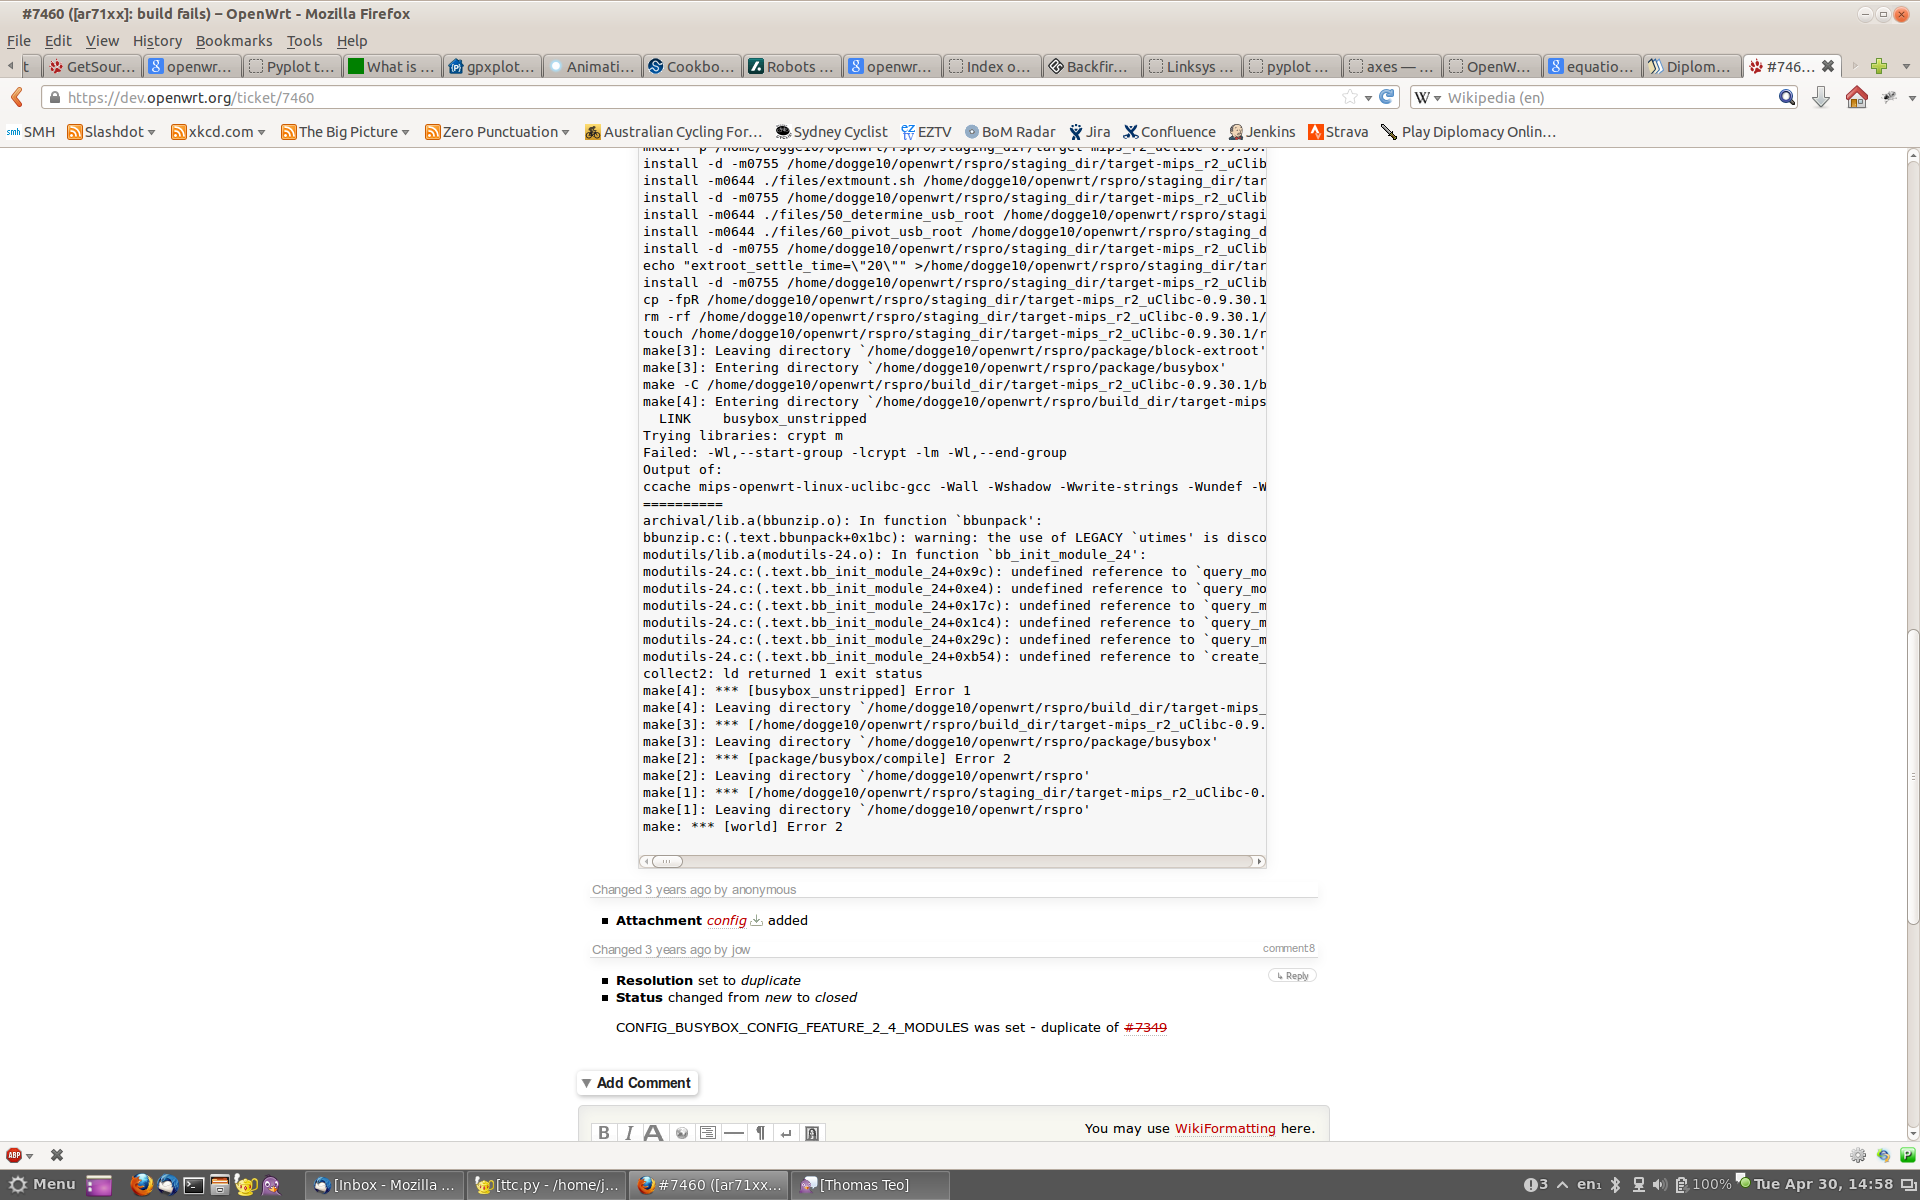 #7460 ([ar71xx]: build fails) – OpenWrt - Mozilla Firefox
File Edit View History Bookmarks Tools Help
t GetSour... openwr... Pyplot t... What is ... gpxplot... Animati... Cookbo... Robots ... openwr... Index o... Backfir... Linksys ... pyplot ... axes — ... OpenW... equatio... Diplom... #746...
https://dev.openwrt.org/ticket/7460 W Wikipedia (en)
smh SMH Slashdot xkcd.com The Big Picture Zero Punctuation Australian Cycling For... Sydney Cyclist EZTV BoM Radar Jira Confluence Jenkins Strava Play Diplomacy Onlin...
mkdir -p /home/dogge10/openwrt/rspro/staging_dir/target-mips_r2_uClibc-0.9.30.
install -d -m0755 /home/dogge10/openwrt/rspro/staging_dir/target-mips_r2_uClib
install -m0644 ./files/extmount.sh /home/dogge10/openwrt/rspro/staging_dir/tar
install -d -m0755 /home/dogge10/openwrt/rspro/staging_dir/target-mips_r2_uClib
install -m0644 ./files/50_determine_usb_root /home/dogge10/openwrt/rspro/stagi
install -m0644 ./files/60_pivot_usb_root /home/dogge10/openwrt/rspro/staging_d
install -d -m0755 /home/dogge10/openwrt/rspro/staging_dir/target-mips_r2_uClib
echo "extroot_settle_time=\"20\"" >/home/dogge10/openwrt/rspro/staging_dir/tar
install -d -m0755 /home/dogge10/openwrt/rspro/staging_dir/target-mips_r2_uClib
cp -fpR /home/dogge10/openwrt/rspro/staging_dir/target-mips_r2_uClibc-0.9.30.1
rm -rf /home/dogge10/openwrt/rspro/staging_dir/target-mips_r2_uClibc-0.9.30.1/
touch /home/dogge10/openwrt/rspro/staging_dir/target-mips_r2_uClibc-0.9.30.1/r
make[3]: Leaving directory `/home/dogge10/openwrt/rspro/package/block-extroot'
make[3]: Entering directory `/home/dogge10/openwrt/rspro/package/busybox'
make -C /home/dogge10/openwrt/rspro/build_dir/target-mips_r2_uClibc-0.9.30.1/b
make[4]: Entering directory `/home/dogge10/openwrt/rspro/build_dir/target-mips
LINK busybox_unstripped
Trying libraries: crypt m
Failed: -Wl,--start-group -lcrypt -lm -Wl,--end-group
Output of:
ccache mips-openwrt-linux-uclibc-gcc -Wall -Wshadow -Wwrite-strings -Wundef -W
==========
archival/lib.a(bbunzip.o): In function `bbunpack':
bbunzip.c:(.text.bbunpack+0x1bc): warning: the use of LEGACY `utimes' is disco
modutils/lib.a(modutils-24.o): In function `bb_init_module_24':
modutils-24.c:(.text.bb_init_module_24+0x9c): undefined reference to `query_mo
modutils-24.c:(.text.bb_init_module_24+0xe4): undefined reference to `query_mo
modutils-24.c:(.text.bb_init_module_24+0x17c): undefined reference to `query_m
modutils-24.c:(.text.bb_init_module_24+0x1c4): undefined reference to `query_m
modutils-24.c:(.text.bb_init_module_24+0x29c): undefined reference to `query_m
modutils-24.c:(.text.bb_init_module_24+0xb54): undefined reference to `create_
collect2: ld returned 1 exit status
make[4]: *** [busybox_unstripped] Error 1
make[4]: Leaving directory `/home/dogge10/openwrt/rspro/build_dir/target-mips_
make[3]: *** [/home/dogge10/openwrt/rspro/build_dir/target-mips_r2_uClibc-0.9.
make[3]: Leaving directory `/home/dogge10/openwrt/rspro/package/busybox'
make[2]: *** [package/busybox/compile] Error 2
make[2]: Leaving directory `/home/dogge10/openwrt/rspro'
make[1]: *** [/home/dogge10/openwrt/rspro/staging_dir/target-mips_r2_uClibc-0.
make[1]: Leaving directory `/home/dogge10/openwrt/rspro'
make: *** [world] Error 2
Changed 3 years ago by anonymous
Attachment config added
Changed 3 years ago by jow comment:8
Reply
Resolution set to duplicate
Status changed from new to closed
CONFIG_BUSYBOX_CONFIG_FEATURE_2_4_MODULES was set - duplicate of #7349
Add Comment
B I A You may use WikiFormatting here.
ABP P
Menu [Inbox - Mozilla ... [ttc.py - /home/j... #7460 ([ar71xx... [Thomas Teo] 3 en1 100% Tue Apr 30, 14:58